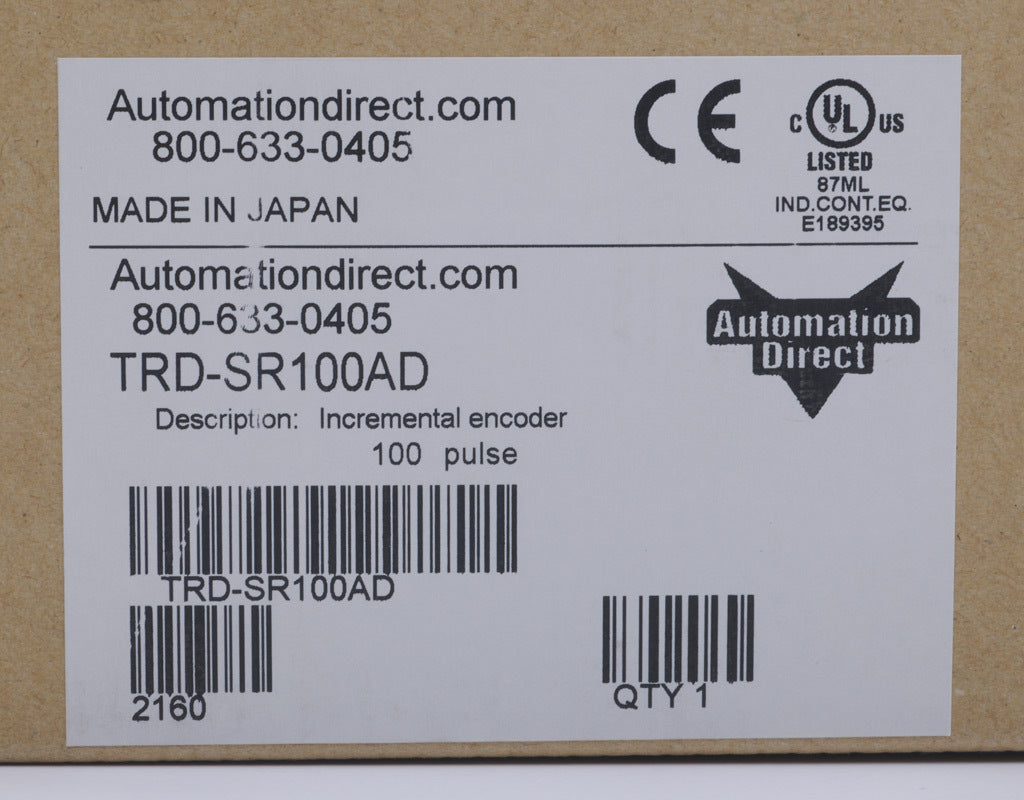 Automationdirect.com
800-633-0405
MADE IN JAPAN
CE
C UL US
LISTED
87ML
IND.CONT.EQ.
E189395
Automationdirect.com
800-633-0405
TRD-SR100AD
Description: Incremental encoder
100 pulse
Automation
Direct
TRD-SR100AD
2160
QTY 1